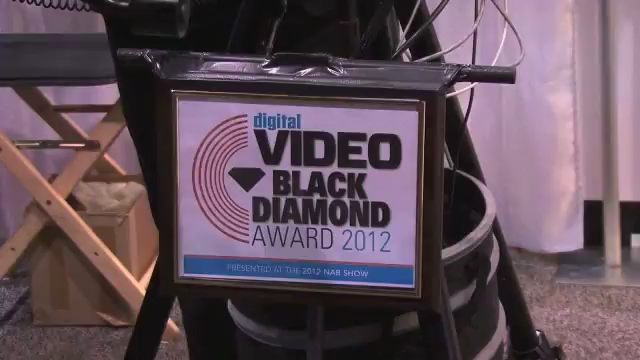 digital
VIDEO
BLACK
DIAMOND
AWARD 2012
PRESENTED AT THE 2012 NAB SHOW